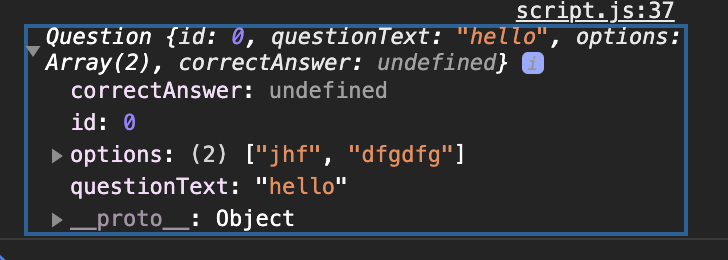 script.js:37
Question {id: 0, questionText: "hello", options:
Array(2), correctAnswer: undefined} i
correctAnswer: undefined
id: 0
options: (2) ["jhf", "dfgdfg"]
questionText: "hello"
__proto__: Object